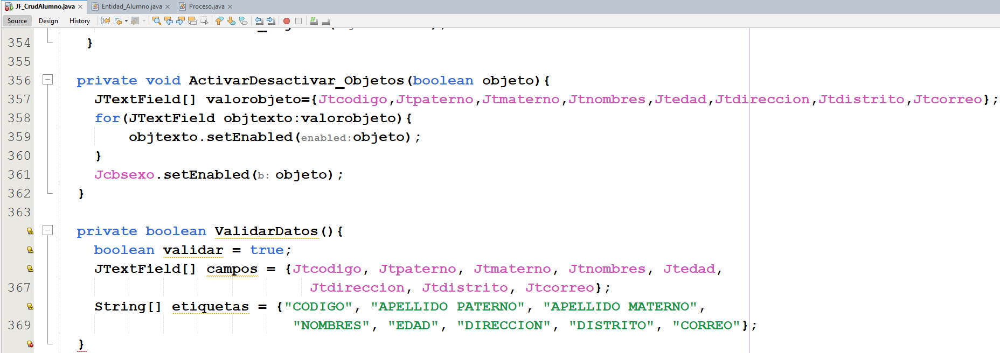 JF_CrudAlumno.java × Entidad_Alumno.java × Proceso.java ×
Source Design History
354 }
355
356 private void ActivarDesactivar_Objetos(boolean objeto){
357 JTextField[] valorobjeto={Jtcodigo,Jtpaterno,Jtmaterno,Jtnombres,Jtedad,Jtdireccion,Jtdistrito,Jtcorreo};
358 for(JTextField objtexto:valorobjeto){
359 objtexto.setEnabled(enabled:objeto);
360 }
361 Jcbsexo.setEnabled(b: objeto);
362 }
363
private boolean ValidarDatos(){
boolean validar = true;
JTextField[] campos = {Jtcodigo, Jtpaterno, Jtmaterno, Jtnombres, Jtedad,
367 Jtdireccion, Jtdistrito, Jtcorreo};
String[] etiquetas = {"CODIGO", "APELLIDO PATERNO", "APELLIDO MATERNO",
369 "NOMBRES", "EDAD", "DIRECCION", "DISTRITO", "CORREO"};
}